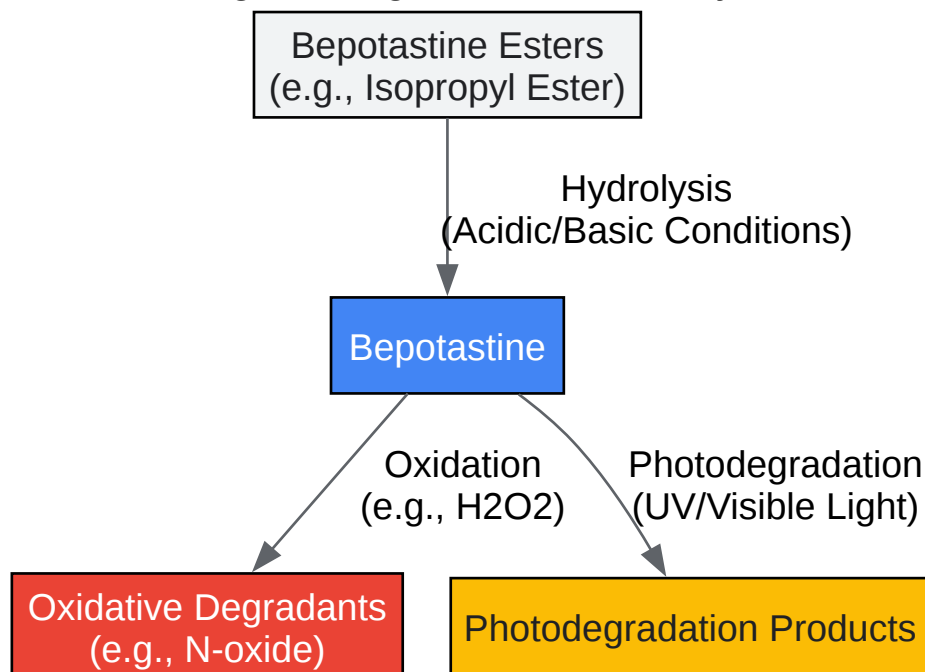 Bepotastine Esters
(e.g., Isopropyl Ester)
Hydrolysis
(Acidic/Basic Conditions)
Bepotastine
Oxidation
(e.g., H2O2)
Photodegradation
(UV/Visible Light)
Oxidative Degradants
(e.g., N-oxide)
Photodegradation Products